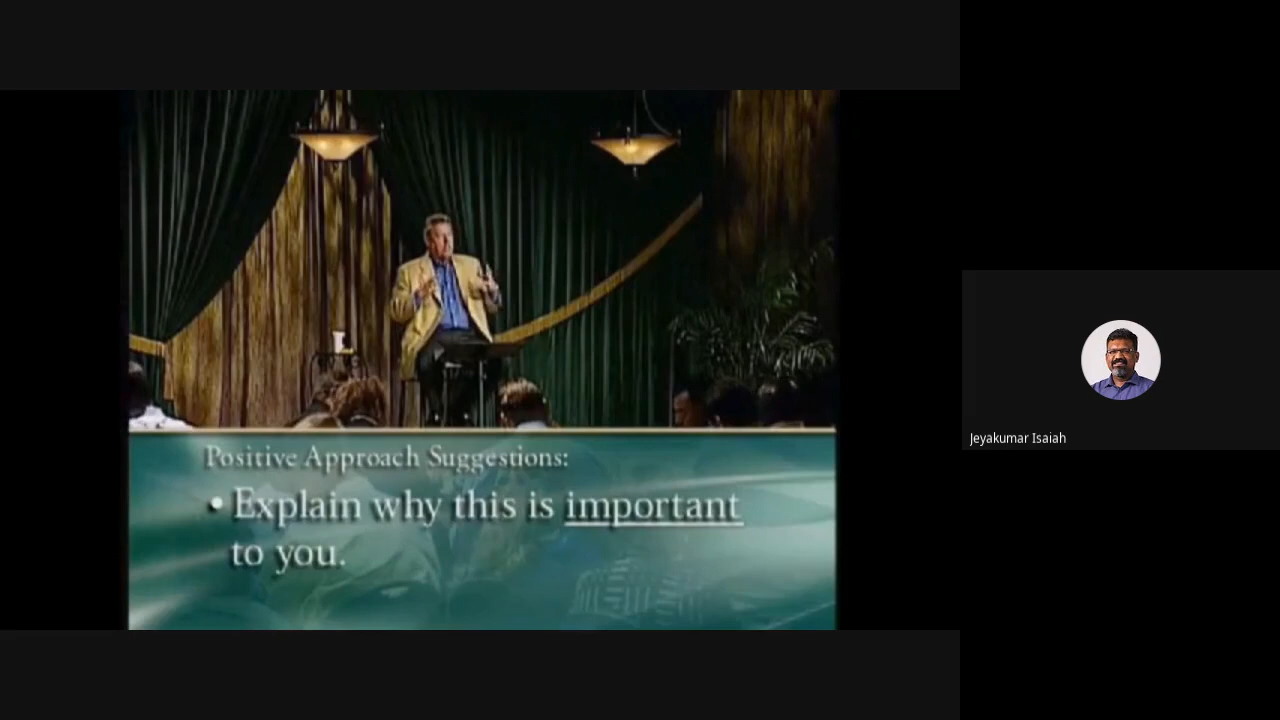 Positive Approach Suggestions:
• Explain why this is important
to you.
Jeyakumar Isaiah